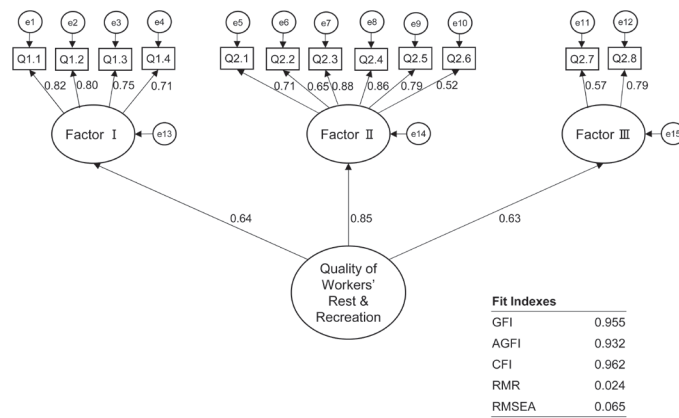 e1 e2 e3 e4 e5 e6 e7 e8 e9 e10 e11 e12
Q1.1 Q1.2 Q1.3 Q1.4 Q2.1 Q2.2 Q2.3 Q2.4 Q2.5 Q2.6 Q2.7 Q2.8
0.82 0.80 0.75 0.71 0.71 0.65 0.88 0.86 0.79 0.52 0.57 0.79
Factor Ⅰ e13 Factor Ⅱ e14 Factor Ⅲ e15
0.64 0.85 0.63
Quality of
Workers'
Rest &
Recreation
Fit Indexes
GFI 0.955
AGFI 0.932
CFI 0.962
RMR 0.024
RMSEA 0.065